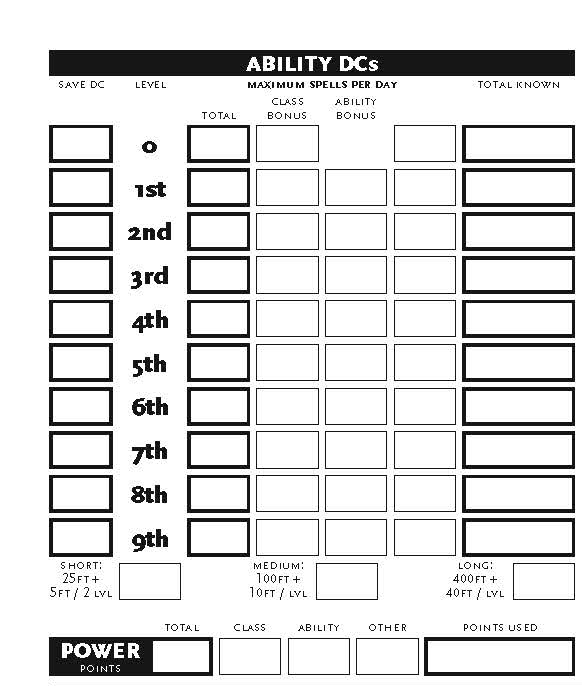 ABILITY DCs
SAVE DC LEVEL MAXIMUM SPELLS PER DAY TOTAL KNOWN
TOTAL CLASS BONUS ABILITY BONUS
0
1st
2nd
3rd
4th
5th
6th
7th
8th
9th
SHORT: MEDIUM: LONG:
25FT + 100FT + 400FT +
5FT / 2 LVL 10FT / LVL 40FT / LVL
TOTAL CLASS ABILITY OTHER POINTS USED
POWER
POINTS